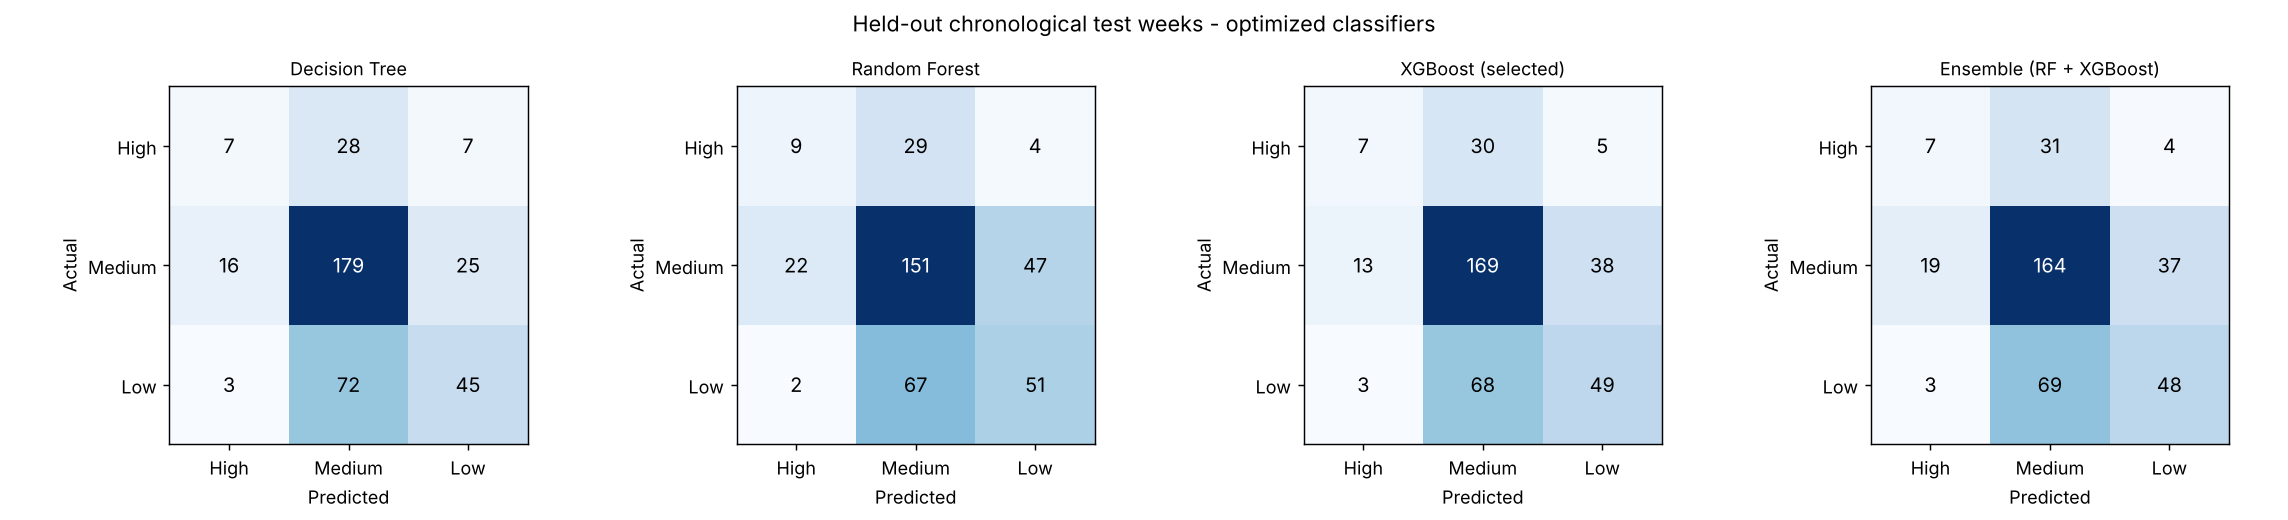 Held-out chronological test weeks - optimized classifiers
Decision Tree
Actual
High
Medium
Low
7 28 7
16 179 25
3 72 45
High Medium Low
Predicted
Random Forest
Actual
High
Medium
Low
9 29 4
22 151 47
2 67 51
High Medium Low
Predicted
XGBoost (selected)
Actual
High
Medium
Low
7 30 5
13 169 38
3 68 49
High Medium Low
Predicted
Ensemble (RF + XGBoost)
Actual
High
Medium
Low
7 31 4
19 164 37
3 69 48
High Medium Low
Predicted